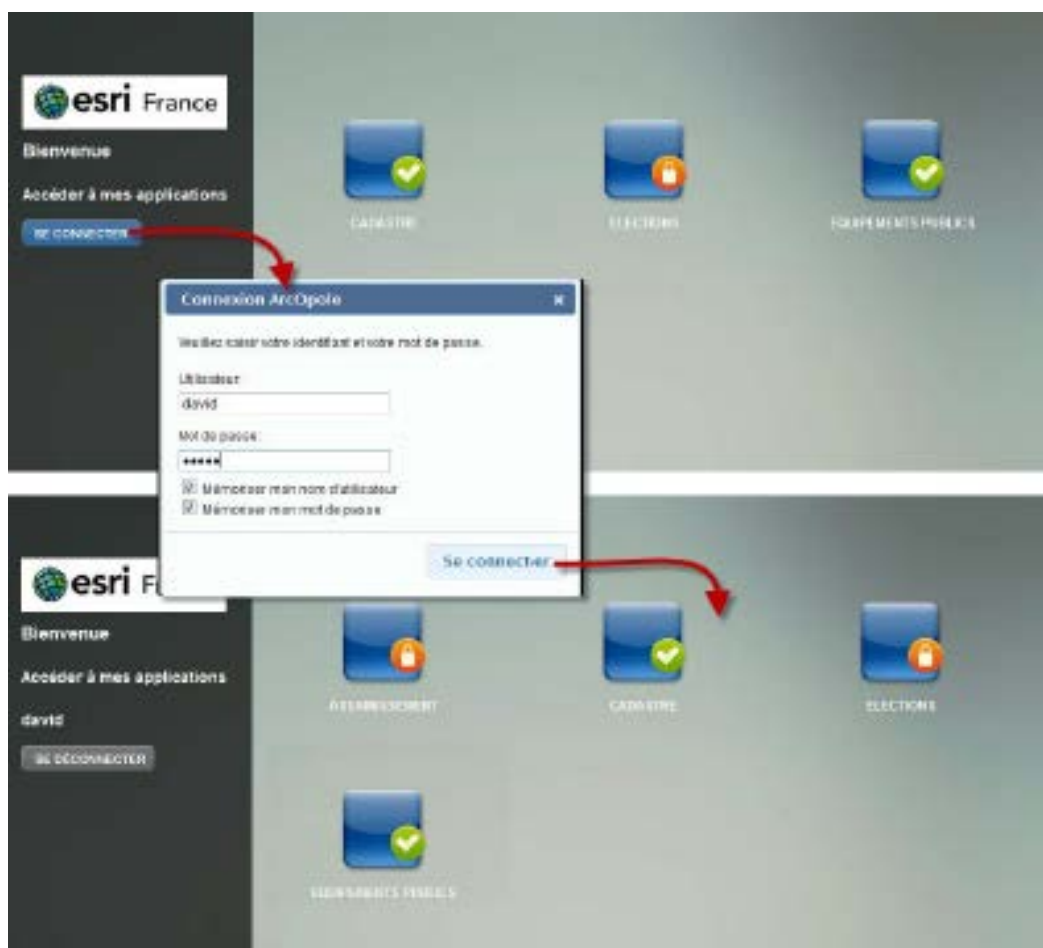 esri France
Bienvenue
Accéder à mes applications
SE CONNECTER
CADASTRE
ELECTIONS
EQUIPEMENTS PUBLICS
Connexion ArcOpole
Veuillez saisir votre identifiant et votre mot de passe.
Utilisateur:
david
Mot de passe:
Mémoriser mon nom d'utilisateur
Mémoriser mon mot de passe
Se connecter
esri
Bienvenue
Accéder à mes applications
david
SE DÉCONNECTER
ASSAINISSEMENT
CADASTRE
ELECTIONS
EQUIPEMENTS PUBLICS